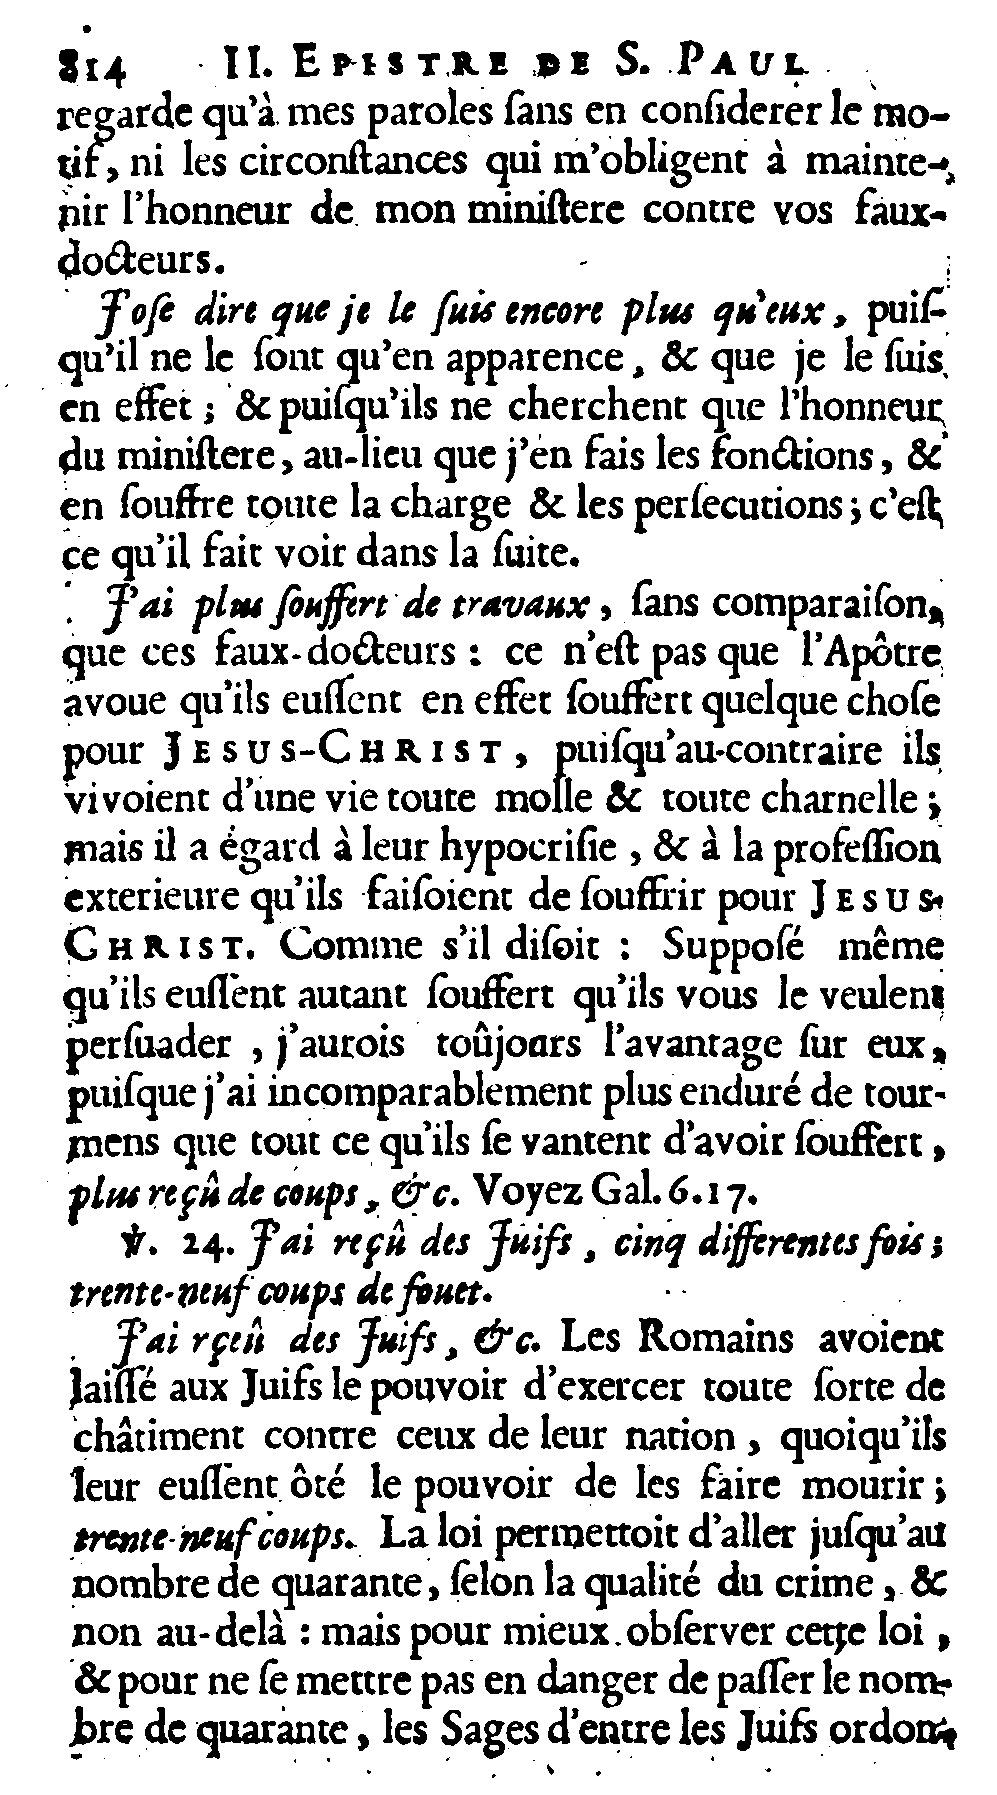 814 II. EPISTRE DE S. PAUL
regarde qu'à mes paroles ſans en conſiderer le mo-
tif, ni les circonſtances qui m'obligent à mainte-
nir l'honneur de mon miniſtere contre vos faux-
docteurs.
J'oſe dire que je le ſuis encore plus qu'eux, puiſ-
qu'il ne le ſont qu'en apparence, & que je le ſuis
en effet; & puiſqu'ils ne cherchent que l'honneur
du miniſtere, au-lieu que j'en fais les fonctions, &
en ſouffre toute la charge & les perſecutions; c'eſt
ce qu'il fait voir dans la ſuite.
J'ai plus ſouffert de travaux, ſans comparaiſon,
que ces faux-docteurs : ce n'eſt pas que l'Apôtre
avoue qu'ils euſſent en effet ſouffert quelque choſe
pour JESUS-CHRIST, puiſqu'au-contraire ils
vivoient d'une vie toute molle & toute charnelle;
mais il a égard à leur hypocriſie, & à la profeſſion
exterieure qu'ils faiſoient de ſouffrir pour JESUS-
CHRIST. Comme s'il diſoit : Suppoſé même
qu'ils euſſent autant ſouffert qu'ils vous le veulent
perſuader, j'aurois toûjours l'avantage ſur eux,
puiſque j'ai incomparablement plus enduré de tour-
mens que tout ce qu'ils ſe vantent d'avoir ſouffert,
plus reçû de coups, &c. Voyez Gal. 6. 17.
℣. 24. J'ai reçû des Juifs, cinq differentes fois;
trente-neuf coups de fouet.
J'ai rçeû des Juifs, &c. Les Romains avoient
laiſſé aux Juifs le pouvoir d'exercer toute ſorte de
châtiment contre ceux de leur nation, quoiqu'ils
leur euſſent ôté le pouvoir de les faire mourir;
trente-neuf coups. La loi permettoit d'aller juſqu'au
nombre de quarante, ſelon la qualité du crime, &
non au-delà : mais pour mieux obſerver cette loi,
& pour ne ſe mettre pas en danger de paſſer le nom-
bre de quarante, les Sages d'entre les Juifs ordon-